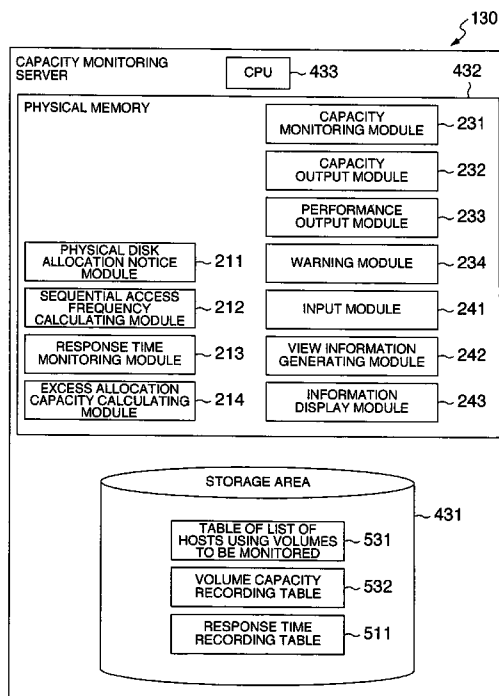 130
CAPACITY MONITORING
SERVER
CPU
433
432
PHYSICAL MEMORY
CAPACITY
MONITORING MODULE
231
CAPACITY
OUTPUT MODULE
232
PERFORMANCE
OUTPUT MODULE
233
PHYSICAL DISK
ALLOCATION NOTICE
MODULE
211
WARNING MODULE
234
SEQUENTIAL ACCESS
FREQUENCY
CALCULATING MODULE
212
INPUT MODULE
241
RESPONSE TIME
MONITORING MODULE
213
VIEW INFORMATION
GENERATING MODULE
242
EXCESS ALLOCATION
CAPACITY CALCULATING
MODULE
214
INFORMATION
DISPLAY MODULE
243
STORAGE AREA
431
TABLE OF LIST OF
HOSTS USING VOLUMES
TO BE MONITORED
531
VOLUME CAPACITY
RECORDING TABLE
532
RESPONSE TIME
RECORDING TABLE
511